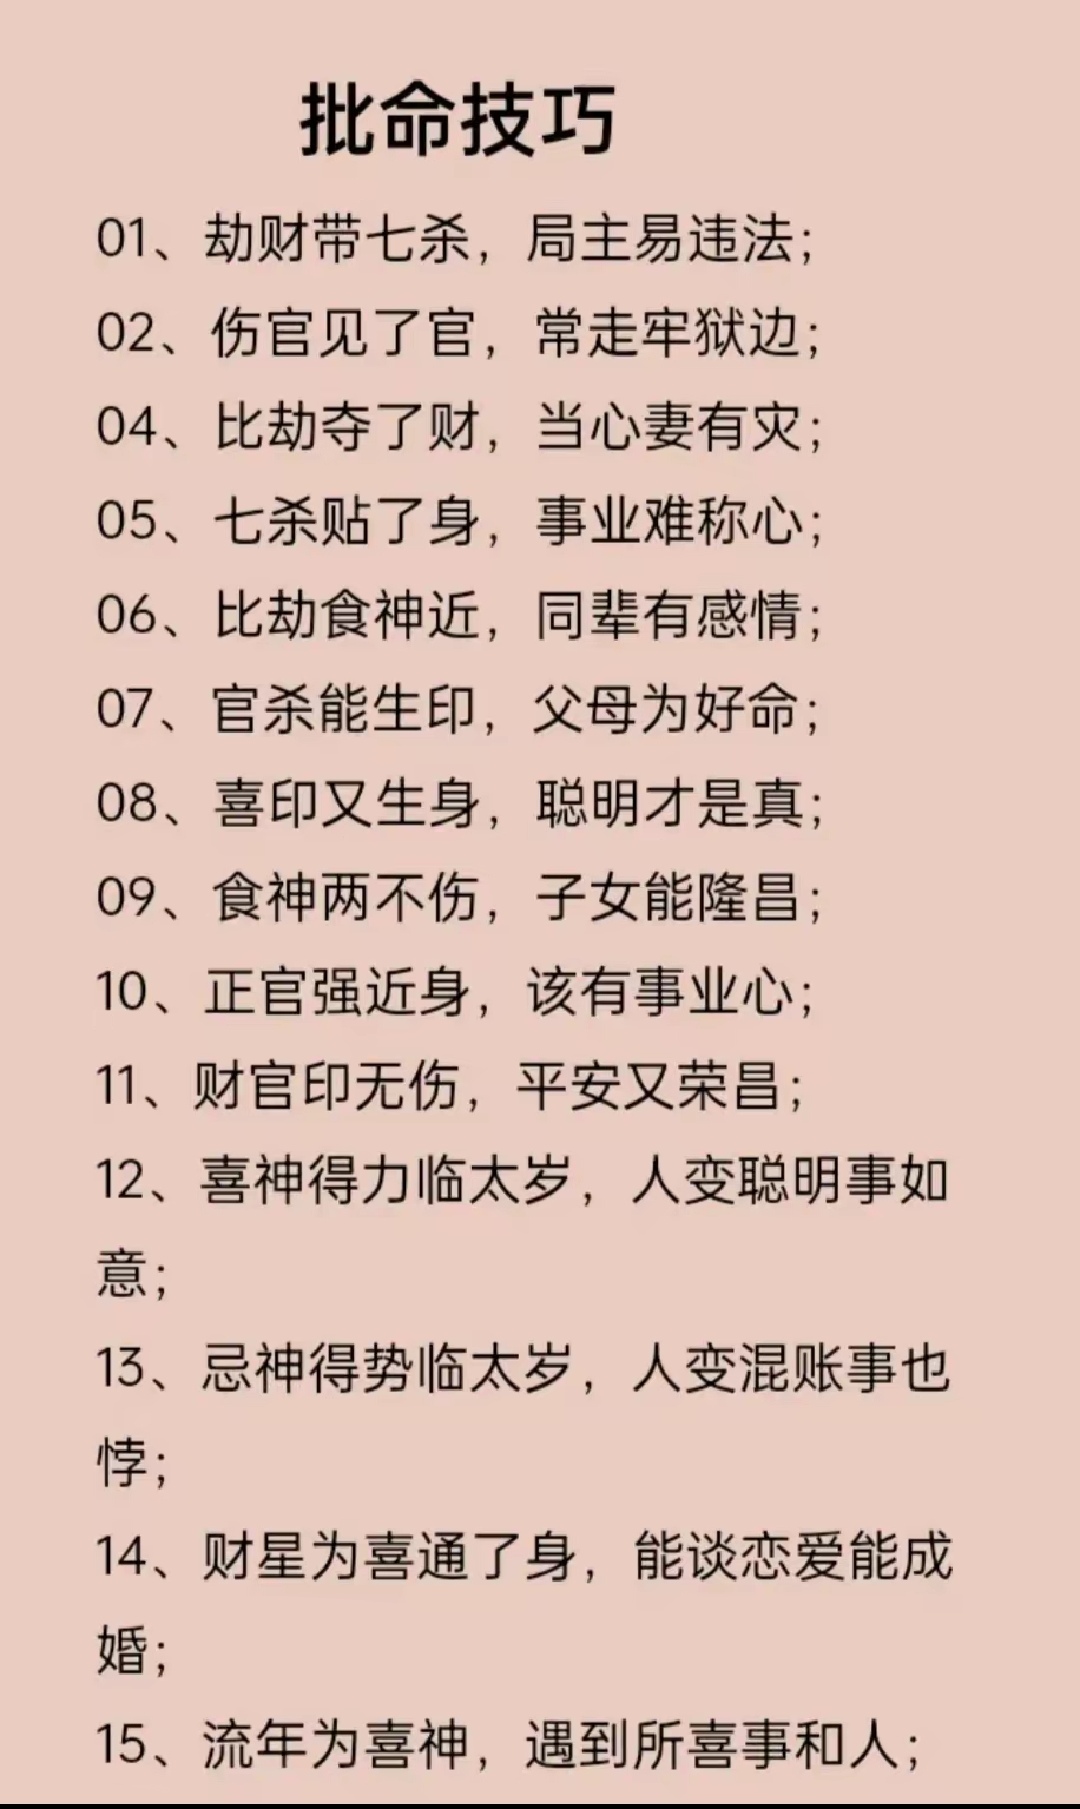 批命技巧
01、劫财带七杀，局主易违法；
02、伤官见了官，常走牢狱边；
04、比劫夺了财，当心妻有灾；
05、七杀贴了身，事业难称心；
06、比劫食神近，同辈有感情；
07、官杀能生印，父母为好命；
08、喜印又生身，聪明才是真；
09、食神两不伤，子女能隆昌；
10、正官强近身，该有事业心；
11、财官印无伤，平安又荣昌；
12、喜神得力临太岁，人变聪明事如
意；
13、忌神得势临太岁，人变混账事也
悖；
14、财星为喜通了身，能谈恋爱能成
婚；
15、流年为喜神，遇到所喜事和人；